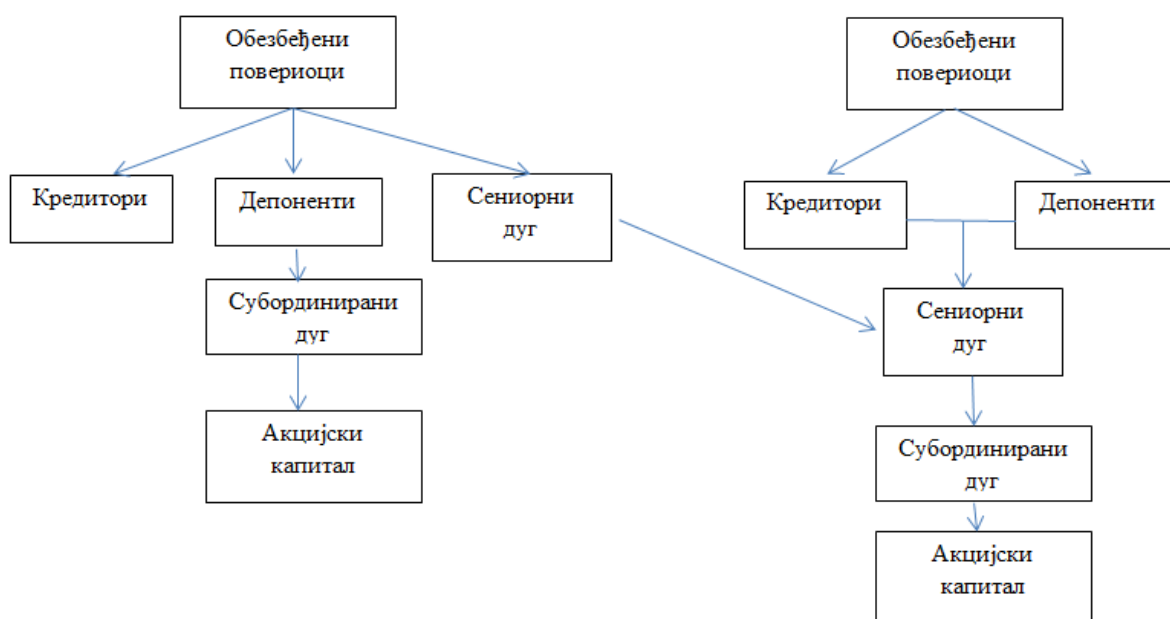 Обезбеђени
повериоци
Кредитори
Депоненти
Сениорни
дуг
Субординирани
дуг
Акцијски
капитал
Обезбеђени
повериоци
Кредитори
Депоненти
Сениорни
дуг
Субординирани
дуг
Акцијски
капитал